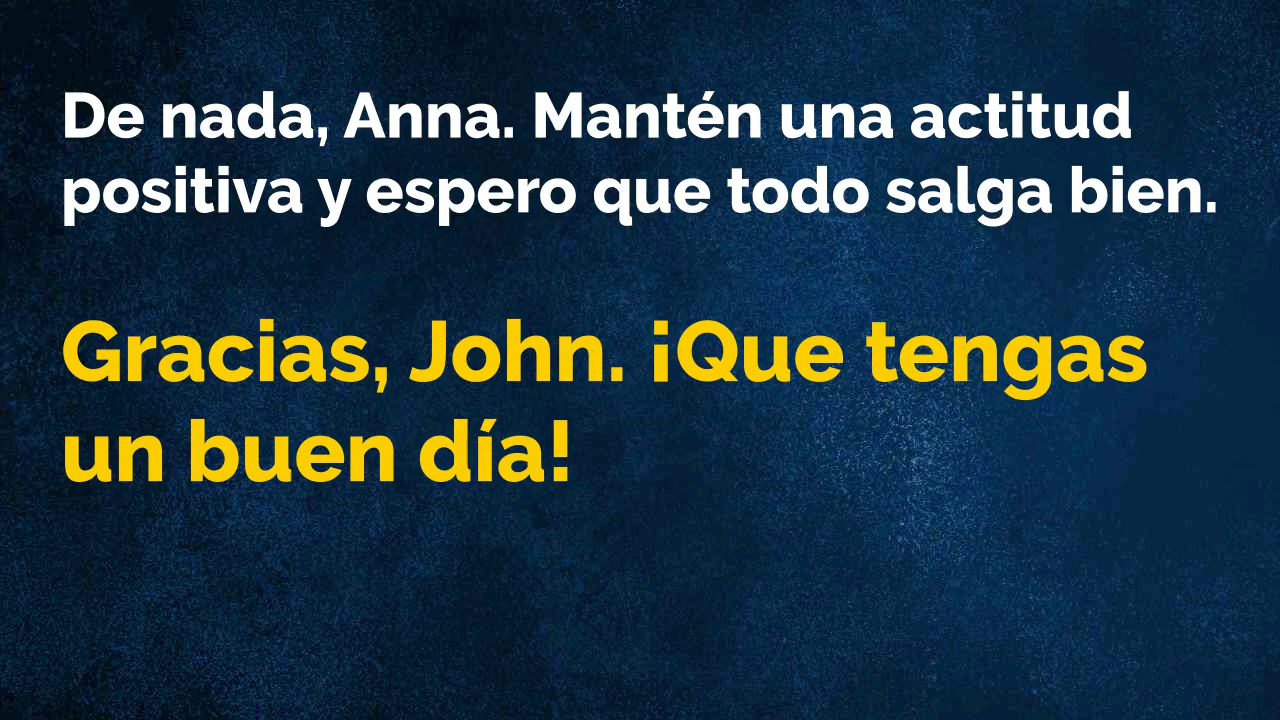 De nada, Anna. Mantén una actitud
positiva y espero que todo salga bien.
Gracias, John. ¡Que tengas
un buen día!